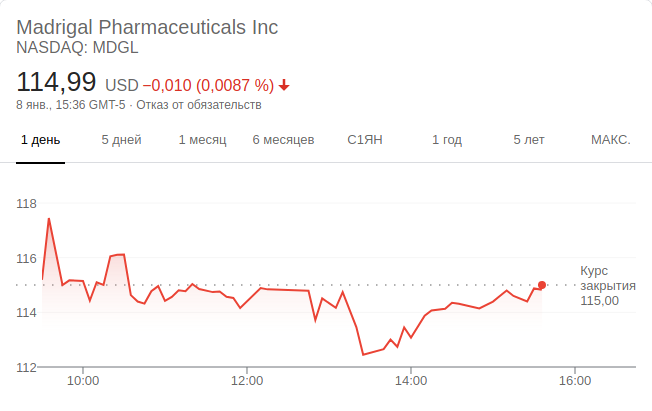 Madrigal Pharmaceuticals Inc
NASDAQ: MDGL
114,99 USD −0,010 (0,0087 %)
8 янв., 15:36 GMT-5 · Отказ от обязательств
1 день 5 дней 1 месяц 6 месяцев С1ЯН 1 год 5 лет МАКС.
118
116
Курс
закрытия
115,00
114
112
10:00 12:00 14:00 16:00